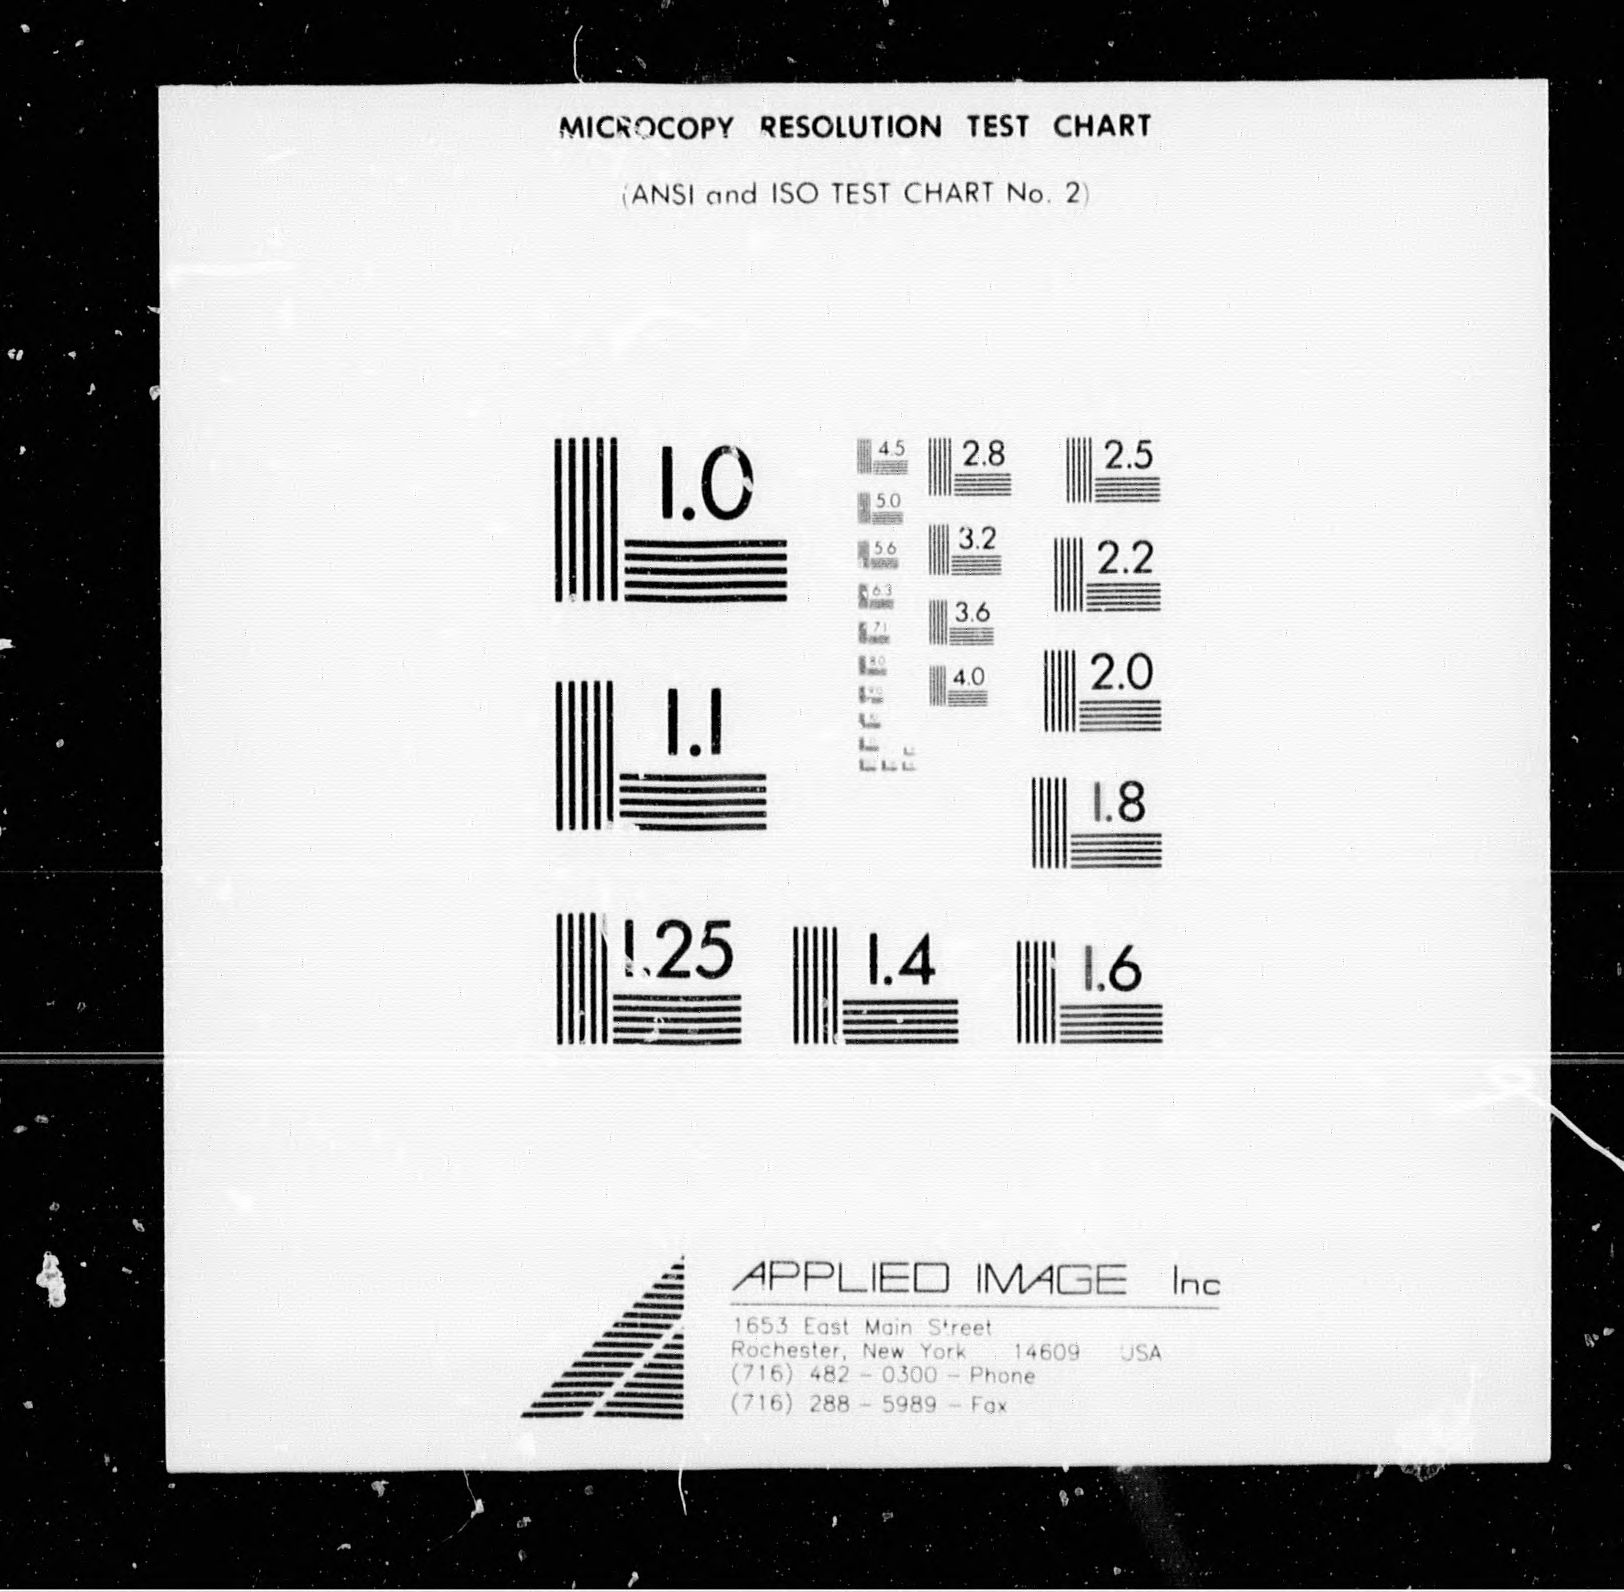 MICROCOPY RESOLUTION TEST CHART
(ANSI and ISO TEST CHART No. 2)
1.0
1.1
1.25
1.4
1.6
1.8
2.0
2.2
2.5
2.8
3.2
3.6
4.0
4.5
5.0
5.6
6.3
7.1
8.0
APPLIED IMAGE Inc
1653 East Main Street
Rochester, New York 14609 USA
(716) 482 - 0300 - Phone
(716) 288 - 5989 - Fax